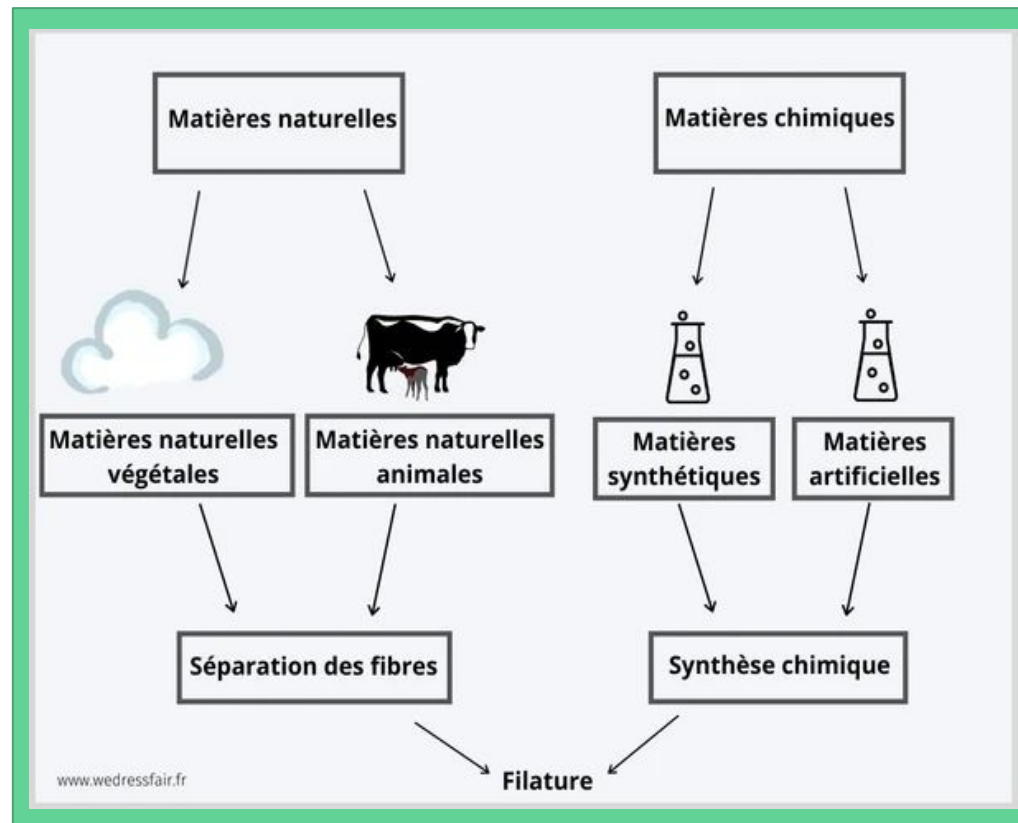 Matières naturelles
Matières chimiques
Matières naturelles
végétales
Matières naturelles
animales
Matières
synthétiques
Matières
artificielles
Séparation des fibres
Synthèse chimique
www.wedressfair.fr
Filature